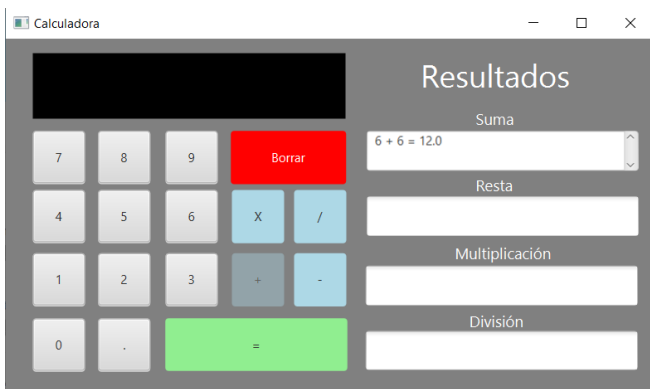 Calculadora
Resultados
Suma
6 + 6 = 12.0
Resta
Multiplicación
División
7 8 9 Borrar
4 5 6 X /
1 2 3 + -
0 . =